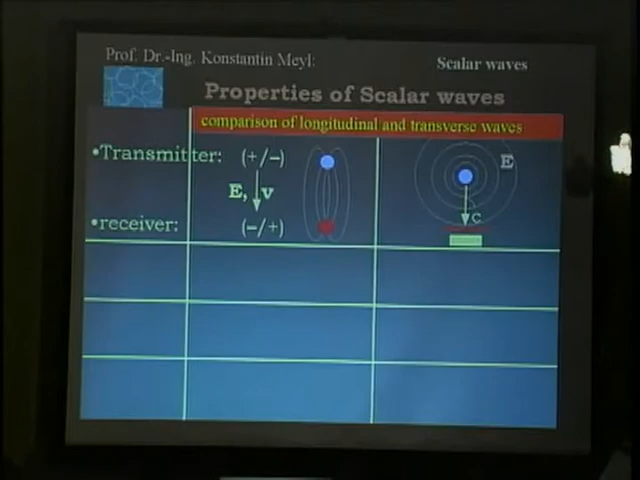 Prof. Dr.-Ing. Konstantin Meyl:
Scalar waves
Properties of Scalar waves
comparison of longitudinal and transverse waves
•Transmitter: (+/−)
E
E, v
c
•receiver: (−/+)